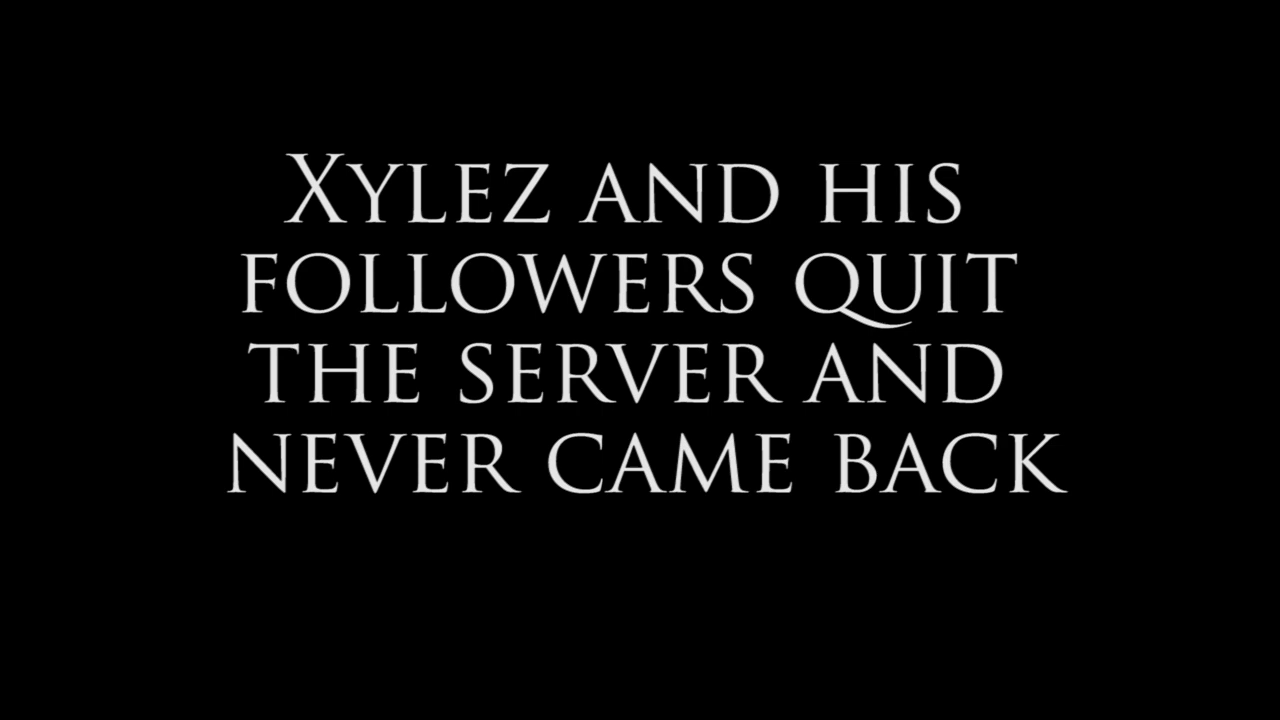 Xylez and his
followers quit
the server and
never came back